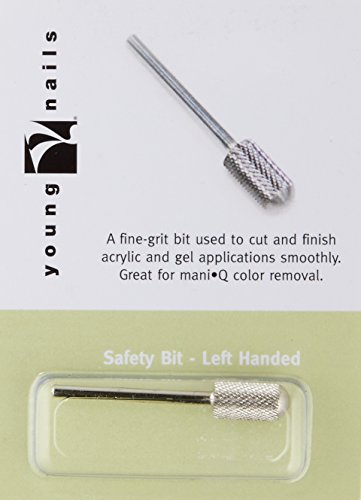 young nails
A fine-grit bit used to cut and finish
acrylic and gel applications smoothly.
Great for mani•Q color removal.
Safety Bit - Left Handed